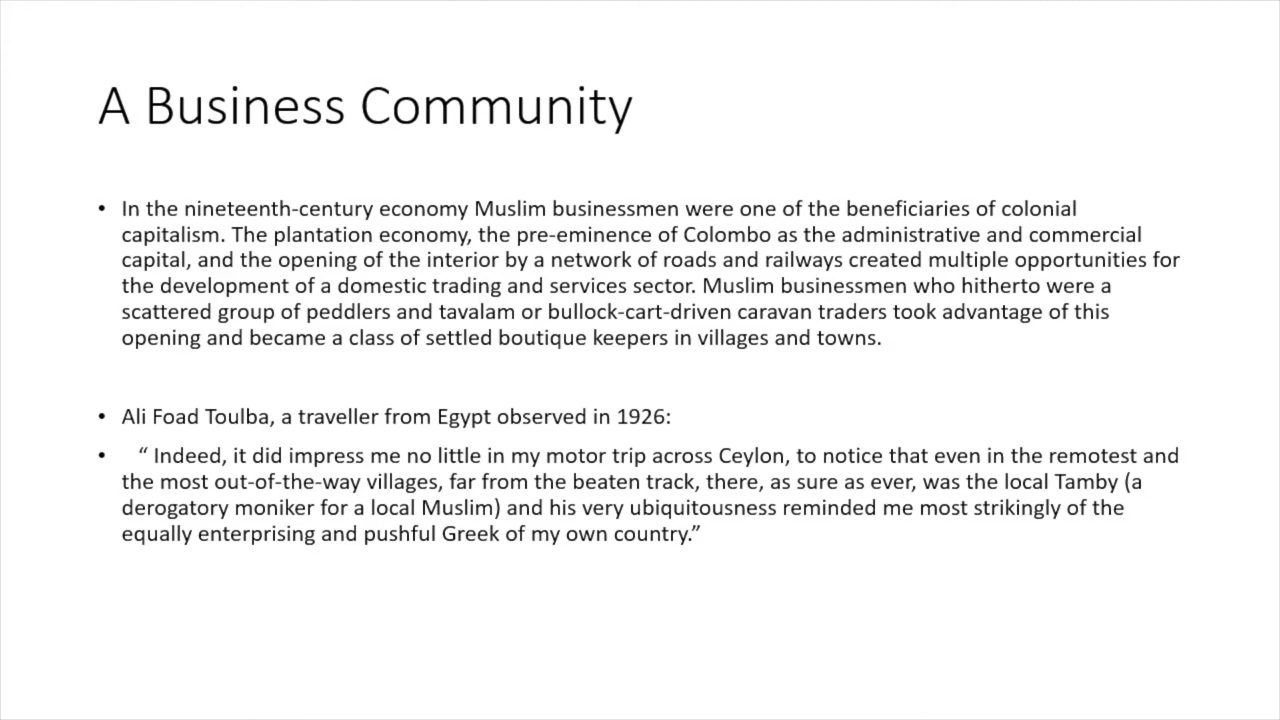 A Business Community
• In the nineteenth-century economy Muslim businessmen were one of the beneficiaries of colonial
capitalism. The plantation economy, the pre-eminence of Colombo as the administrative and commercial
capital, and the opening of the interior by a network of roads and railways created multiple opportunities for
the development of a domestic trading and services sector. Muslim businessmen who hitherto were a
scattered group of peddlers and tavalam or bullock-cart-driven caravan traders took advantage of this
opening and became a class of settled boutique keepers in villages and towns.
• Ali Foad Toulba, a traveller from Egypt observed in 1926:
• “ Indeed, it did impress me no little in my motor trip across Ceylon, to notice that even in the remotest and
the most out-of-the-way villages, far from the beaten track, there, as sure as ever, was the local Tamby (a
derogatory moniker for a local Muslim) and his very ubiquitousness reminded me most strikingly of the
equally enterprising and pushful Greek of my own country.”